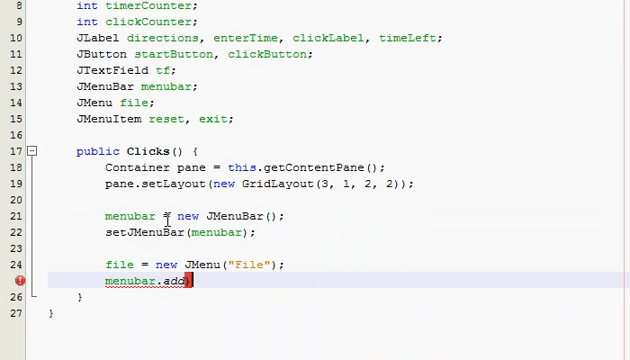 8 int timerCounter;
9 int clickCounter;
10 JLabel directions, enterTime, clickLabel, timeLeft;
11 JButton startButton, clickButton;
12 JTextField tf;
13 JMenuBar menubar;
14 JMenu file;
15 JMenuItem reset, exit;
16
17 public Clicks() {
18 Container pane = this.getContentPane();
19 pane.setLayout(new GridLayout(3, 1, 2, 2));
20
21 menubar = new JMenuBar();
22 setJMenuBar(menubar);
23
24 file = new JMenu("File");
menubar.add)
26 }
27 }